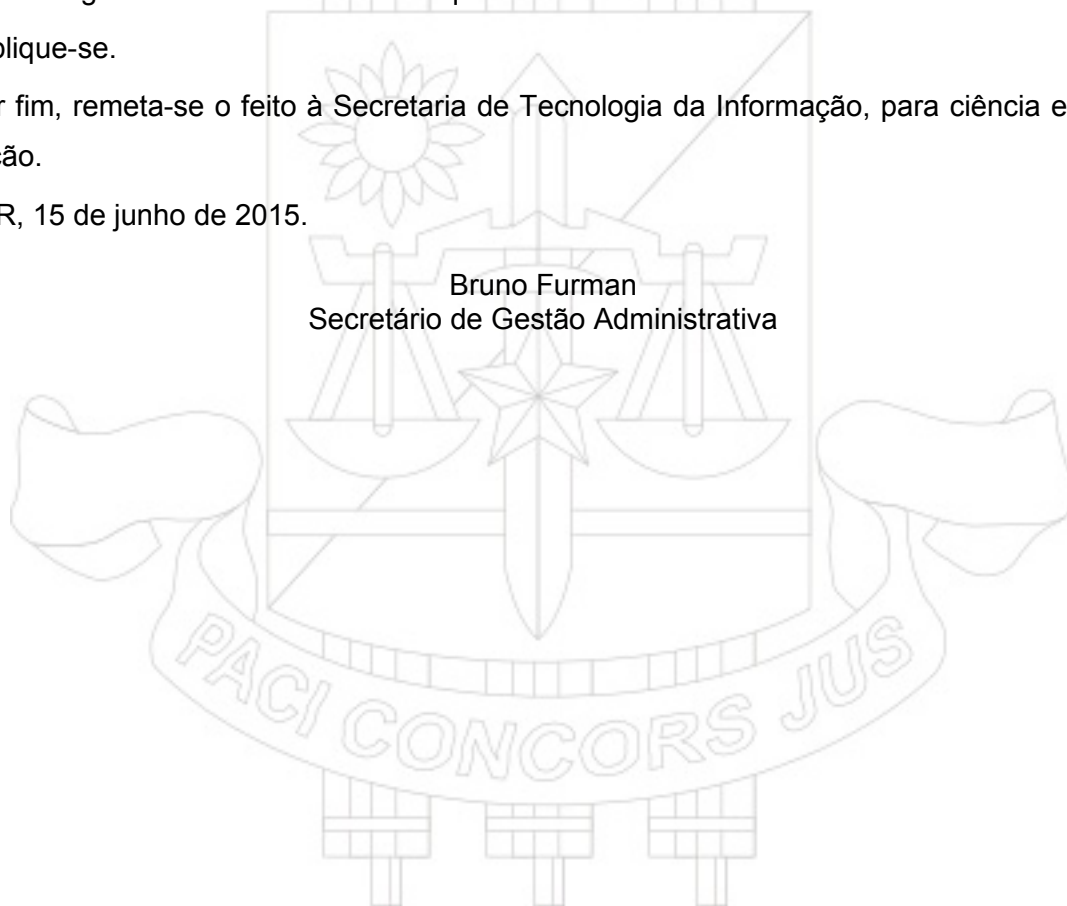 plique-se.
r fim, remeta-se o feito à Secretaria de Tecnologia da Informação, para ciência e
ção.
R, 15 de junho de 2015.
Bruno Furman
Secretário de Gestão Administrativa
PACI CONCORS JUS